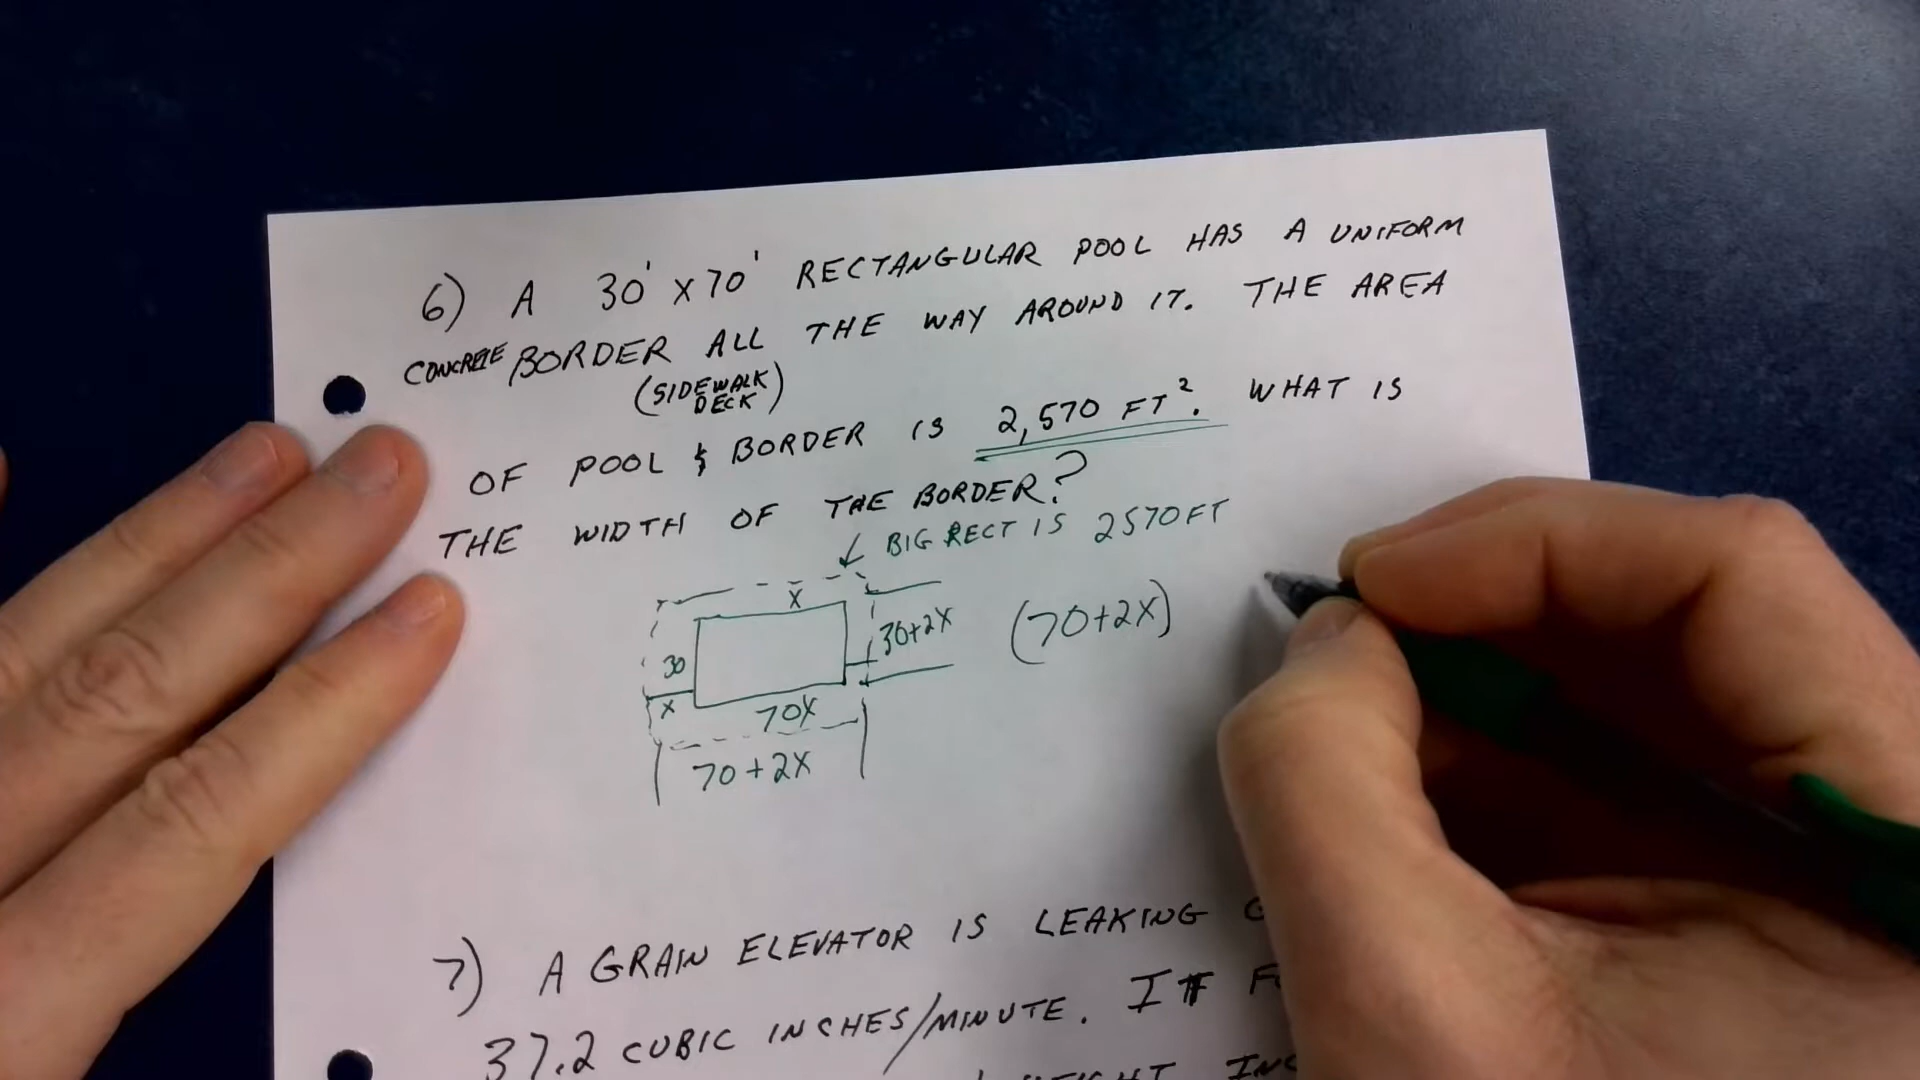 6) A 30' x 70' RECTANGULAR POOL HAS A UNIFORM
CONCRETE BORDER ALL THE WAY AROUND IT. THE AREA
(SIDEWALK
DECK)
OF POOL & BORDER IS 2,570 FT². WHAT IS
THE WIDTH OF THE BORDER?
BIG RECT IS 2570FT
X
30
30+2X
(70+2X)
X
70X
70+2X
7) A GRAIN ELEVATOR IS LEAKING
37.2 CUBIC INCHES/MINUTE. IF